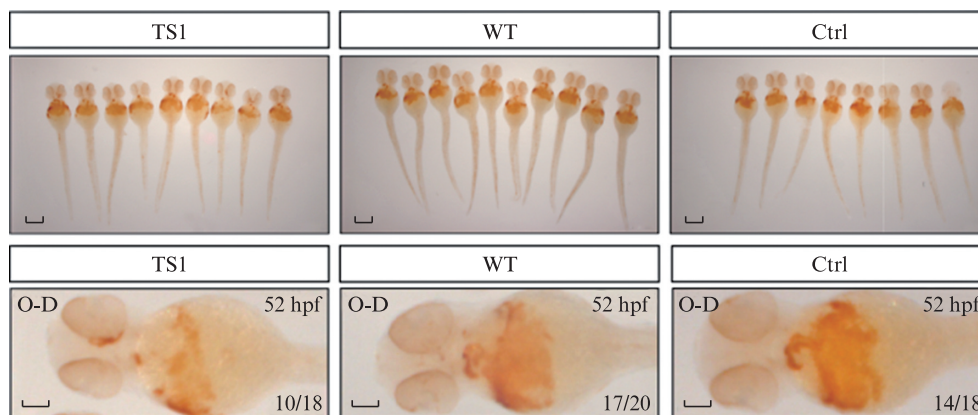 TS1
WT
Ctrl
TS1
WT
Ctrl
O-D
52 hpf
10/18
O-D
52 hpf
17/20
O-D
52 hpf
14/18